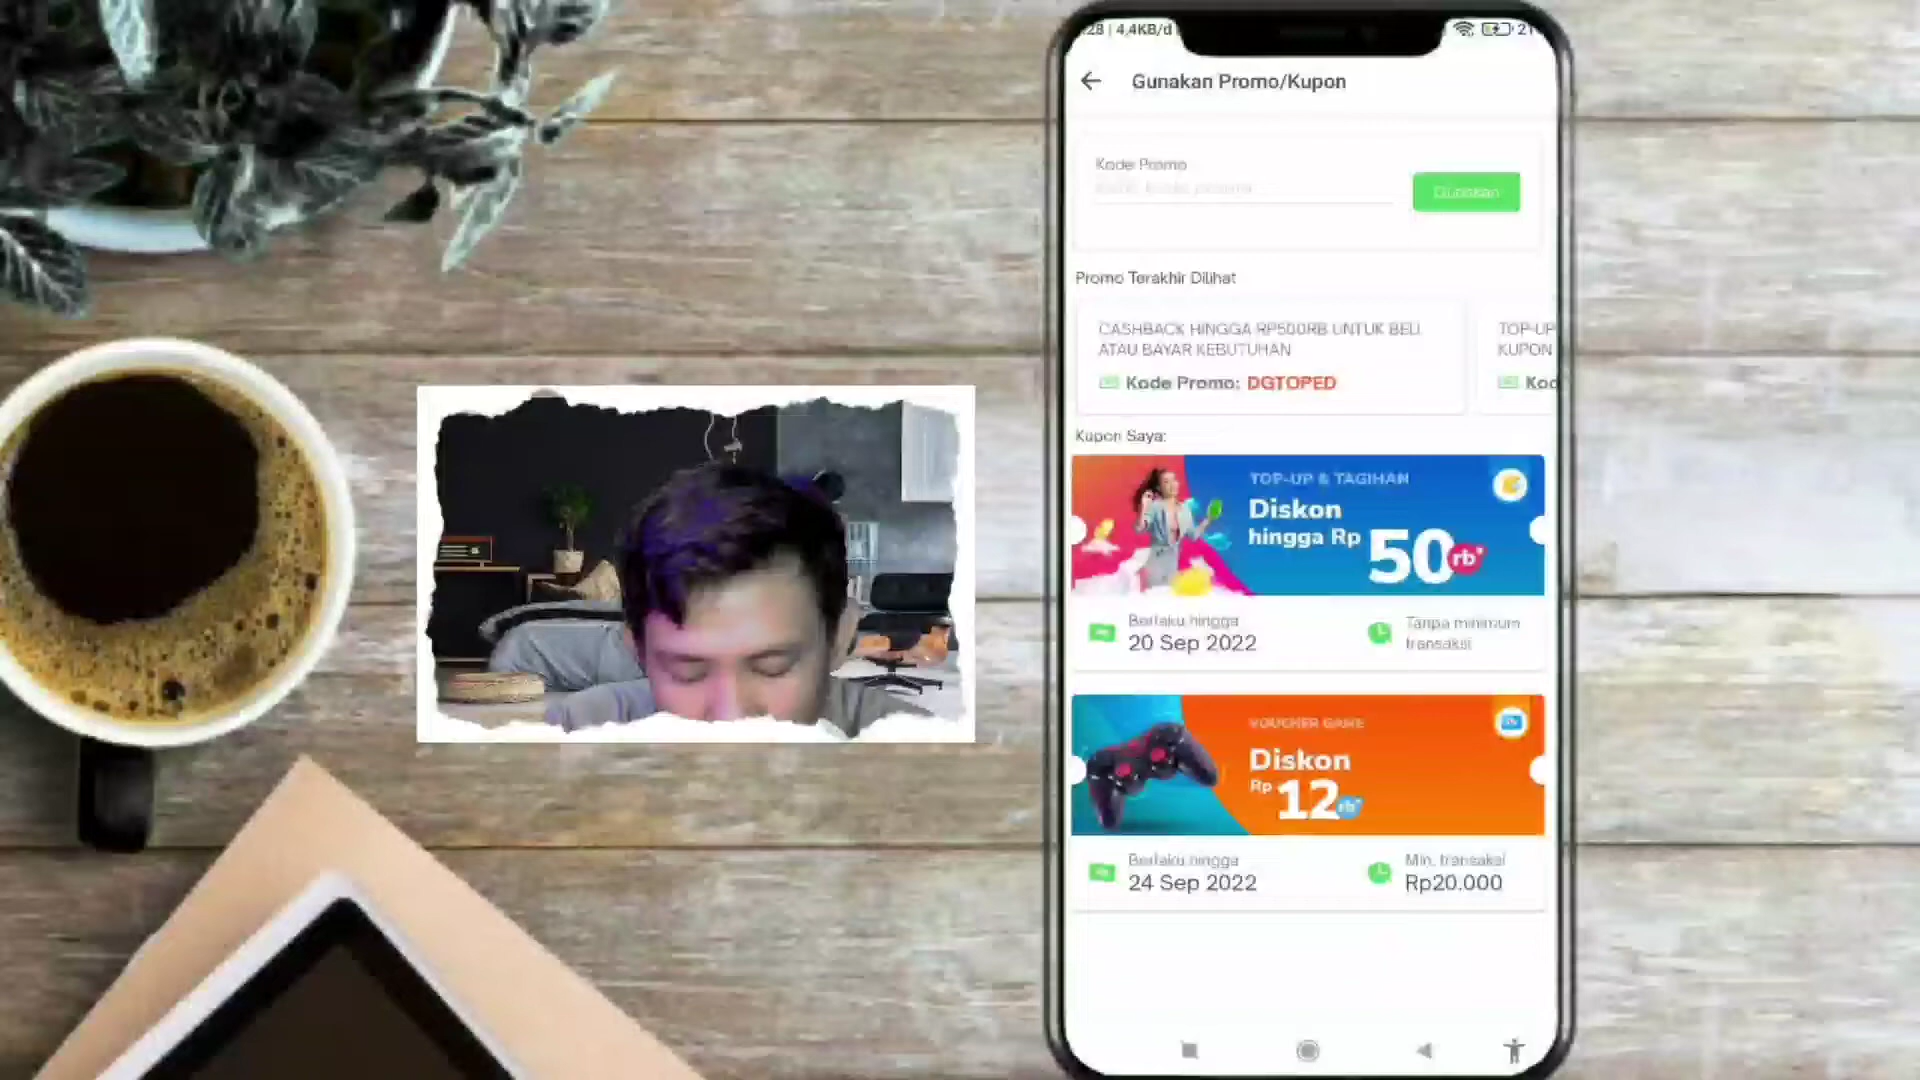 :28 | 4,4KB/d
21
Gunakan Promo/Kupon
Kode Promo
Gunakan
Promo Terakhir Dilihat
CASHBACK HINGGA RP500RB UNTUK BELI
ATAU BAYAR KEBUTUHAN
Kode Promo: DGTOPED
TOP-UP
KUPON
Kod
Kupon Saya:
TOP-UP & TAGIHAN
Diskon
hingga Rp 50 rb*
Berlaku hingga
20 Sep 2022
Tanpa minimum
transaksi
VOUCHER GAME
Diskon
Rp 12 rb*
Berlaku hingga
24 Sep 2022
Min. transaksi
Rp20.000